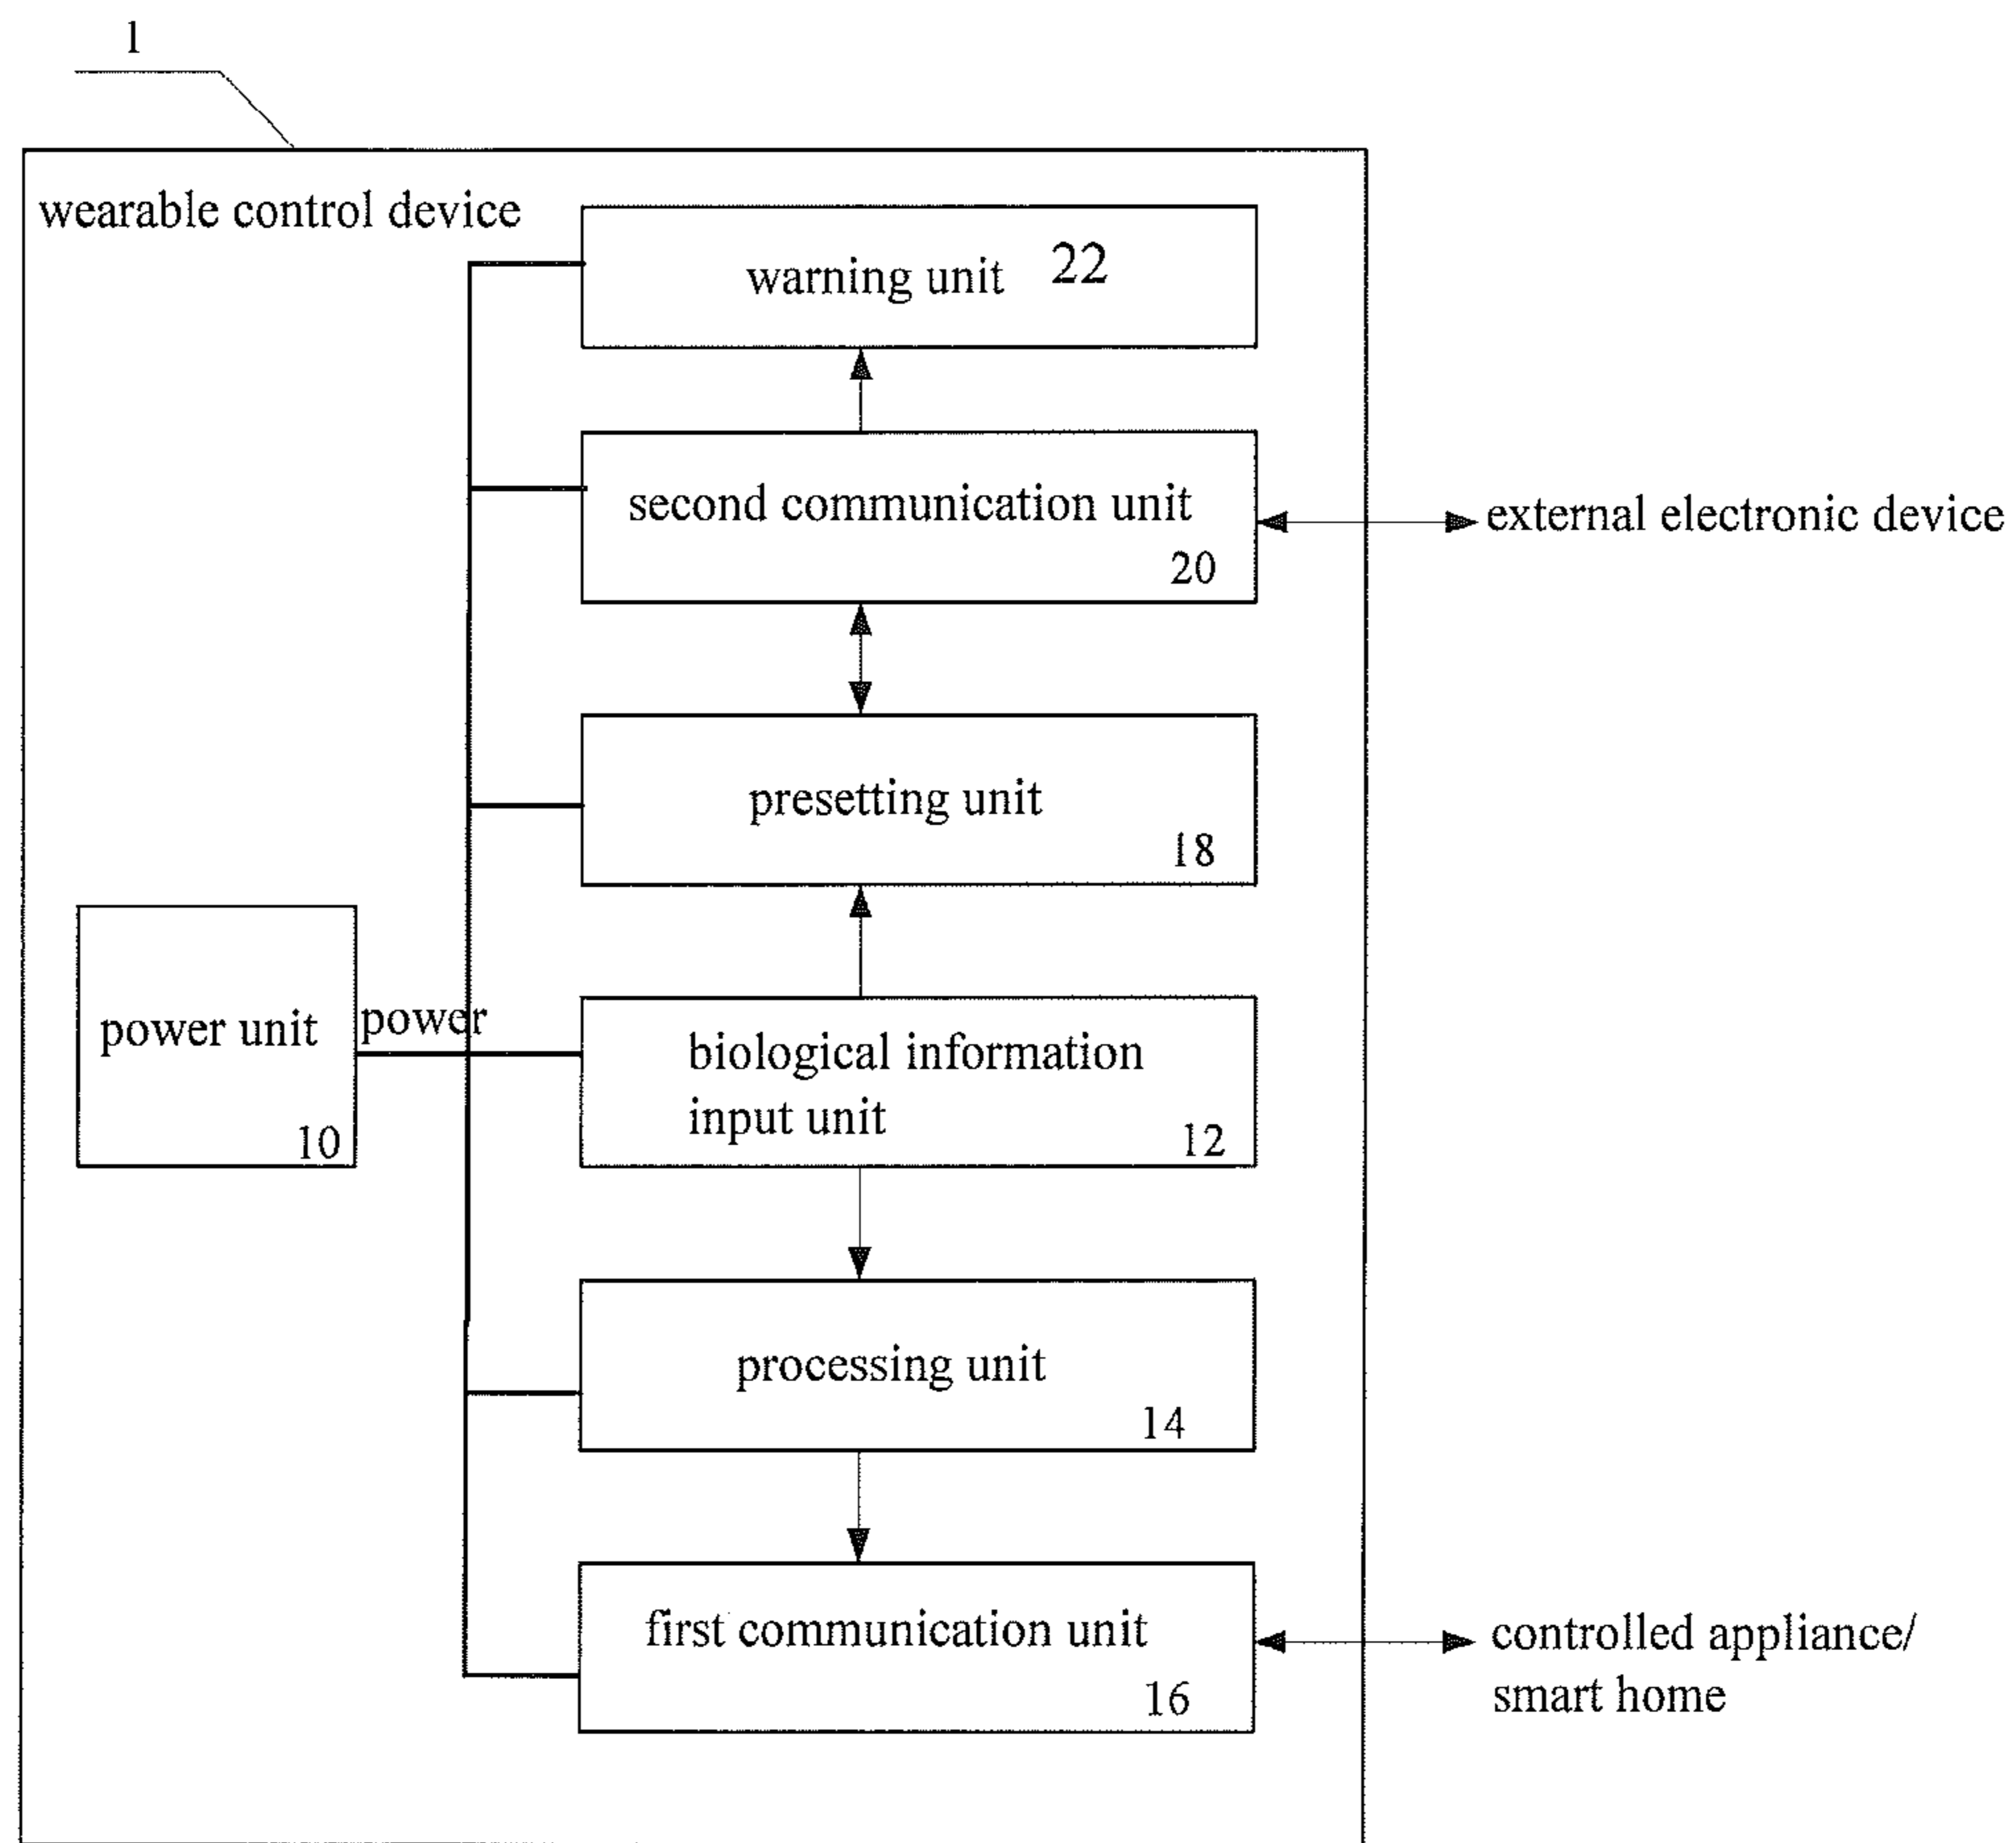 1
wearable control device
warning unit 22
second communication unit
20
external electronic device
presetting unit
18
power unit
10
power
biological information
input unit
12
processing unit
14
first communication unit
16
controlled appliance/
smart home